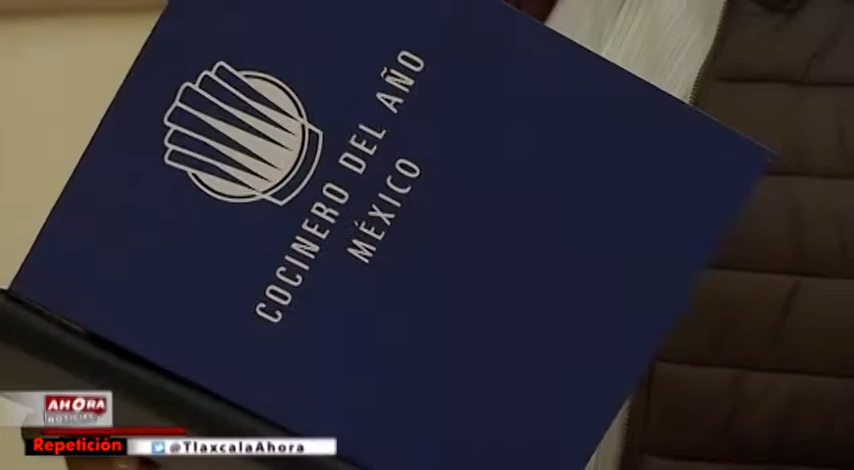 COCINERO DEL AÑO
MÉXICO
AHORA
NOTICIAS
Repetición
@TlaxcalaAhora